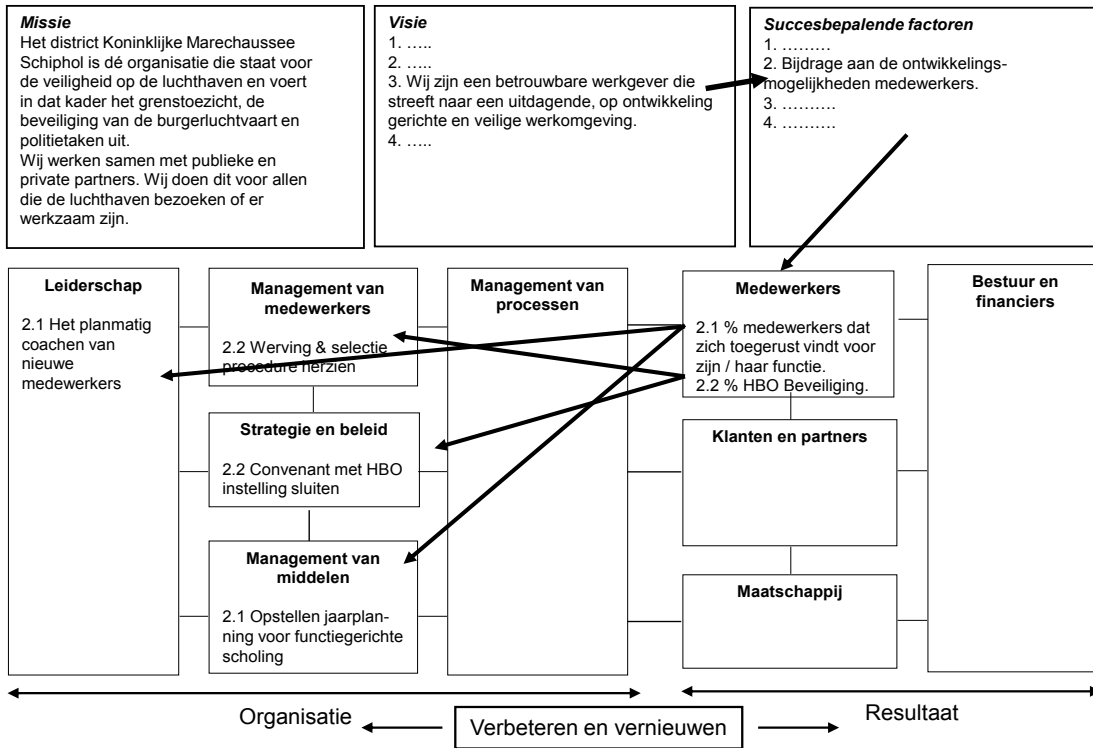 Missie
Het district Koninklijke Marechaussee
Schiphol is dé organisatie die staat voor
de veiligheid op de luchthaven en voert
in dat kader het grenstoezicht, de
beveiliging van de burgerluchtvaart en
politietaken uit.
Wij werken samen met publieke en
private partners. Wij doen dit voor allen
die de luchthaven bezoeken of er
werkzaam zijn.
Visie
1. …..
2. …..
3. Wij zijn een betrouwbare werkgever die
streeft naar een uitdagende, op ontwikkeling
gerichte en veilige werkomgeving.
4. …..
Succesbepalende factoren
1. ………
2. Bijdrage aan de ontwikkelings-
mogelijkheden medewerkers.
3. ……….
4. ……….
Leiderschap
2.1 Het planmatig
coachen van
nieuwe
medewerkers
Management van
medewerkers
2.2 Werving & selectie
procedure herzien
Strategie en beleid
2.2 Convenant met HBO
instelling sluiten
Management van
middelen
2.1 Opstellen jaarplan-
ning voor functiegerichte
scholing
Management van
processen
Medewerkers
2.1 % medewerkers dat
zich toegerust vindt voor
zijn / haar functie.
2.2 % HBO Beveiliging.
Klanten en partners
Maatschappij
Bestuur en
financiers
Organisatie
Verbeteren en vernieuwen
Resultaat